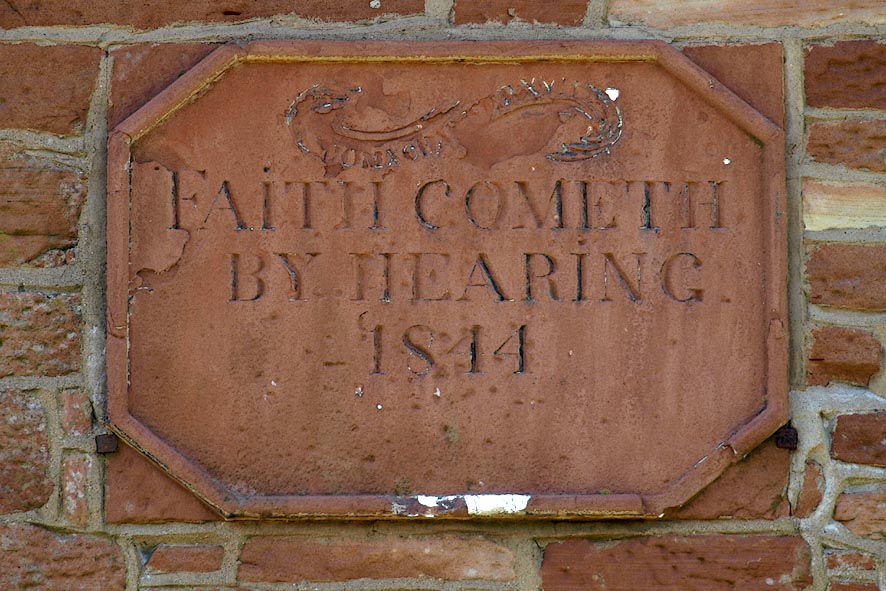 FAITH COMETH
BY HEARING
1844